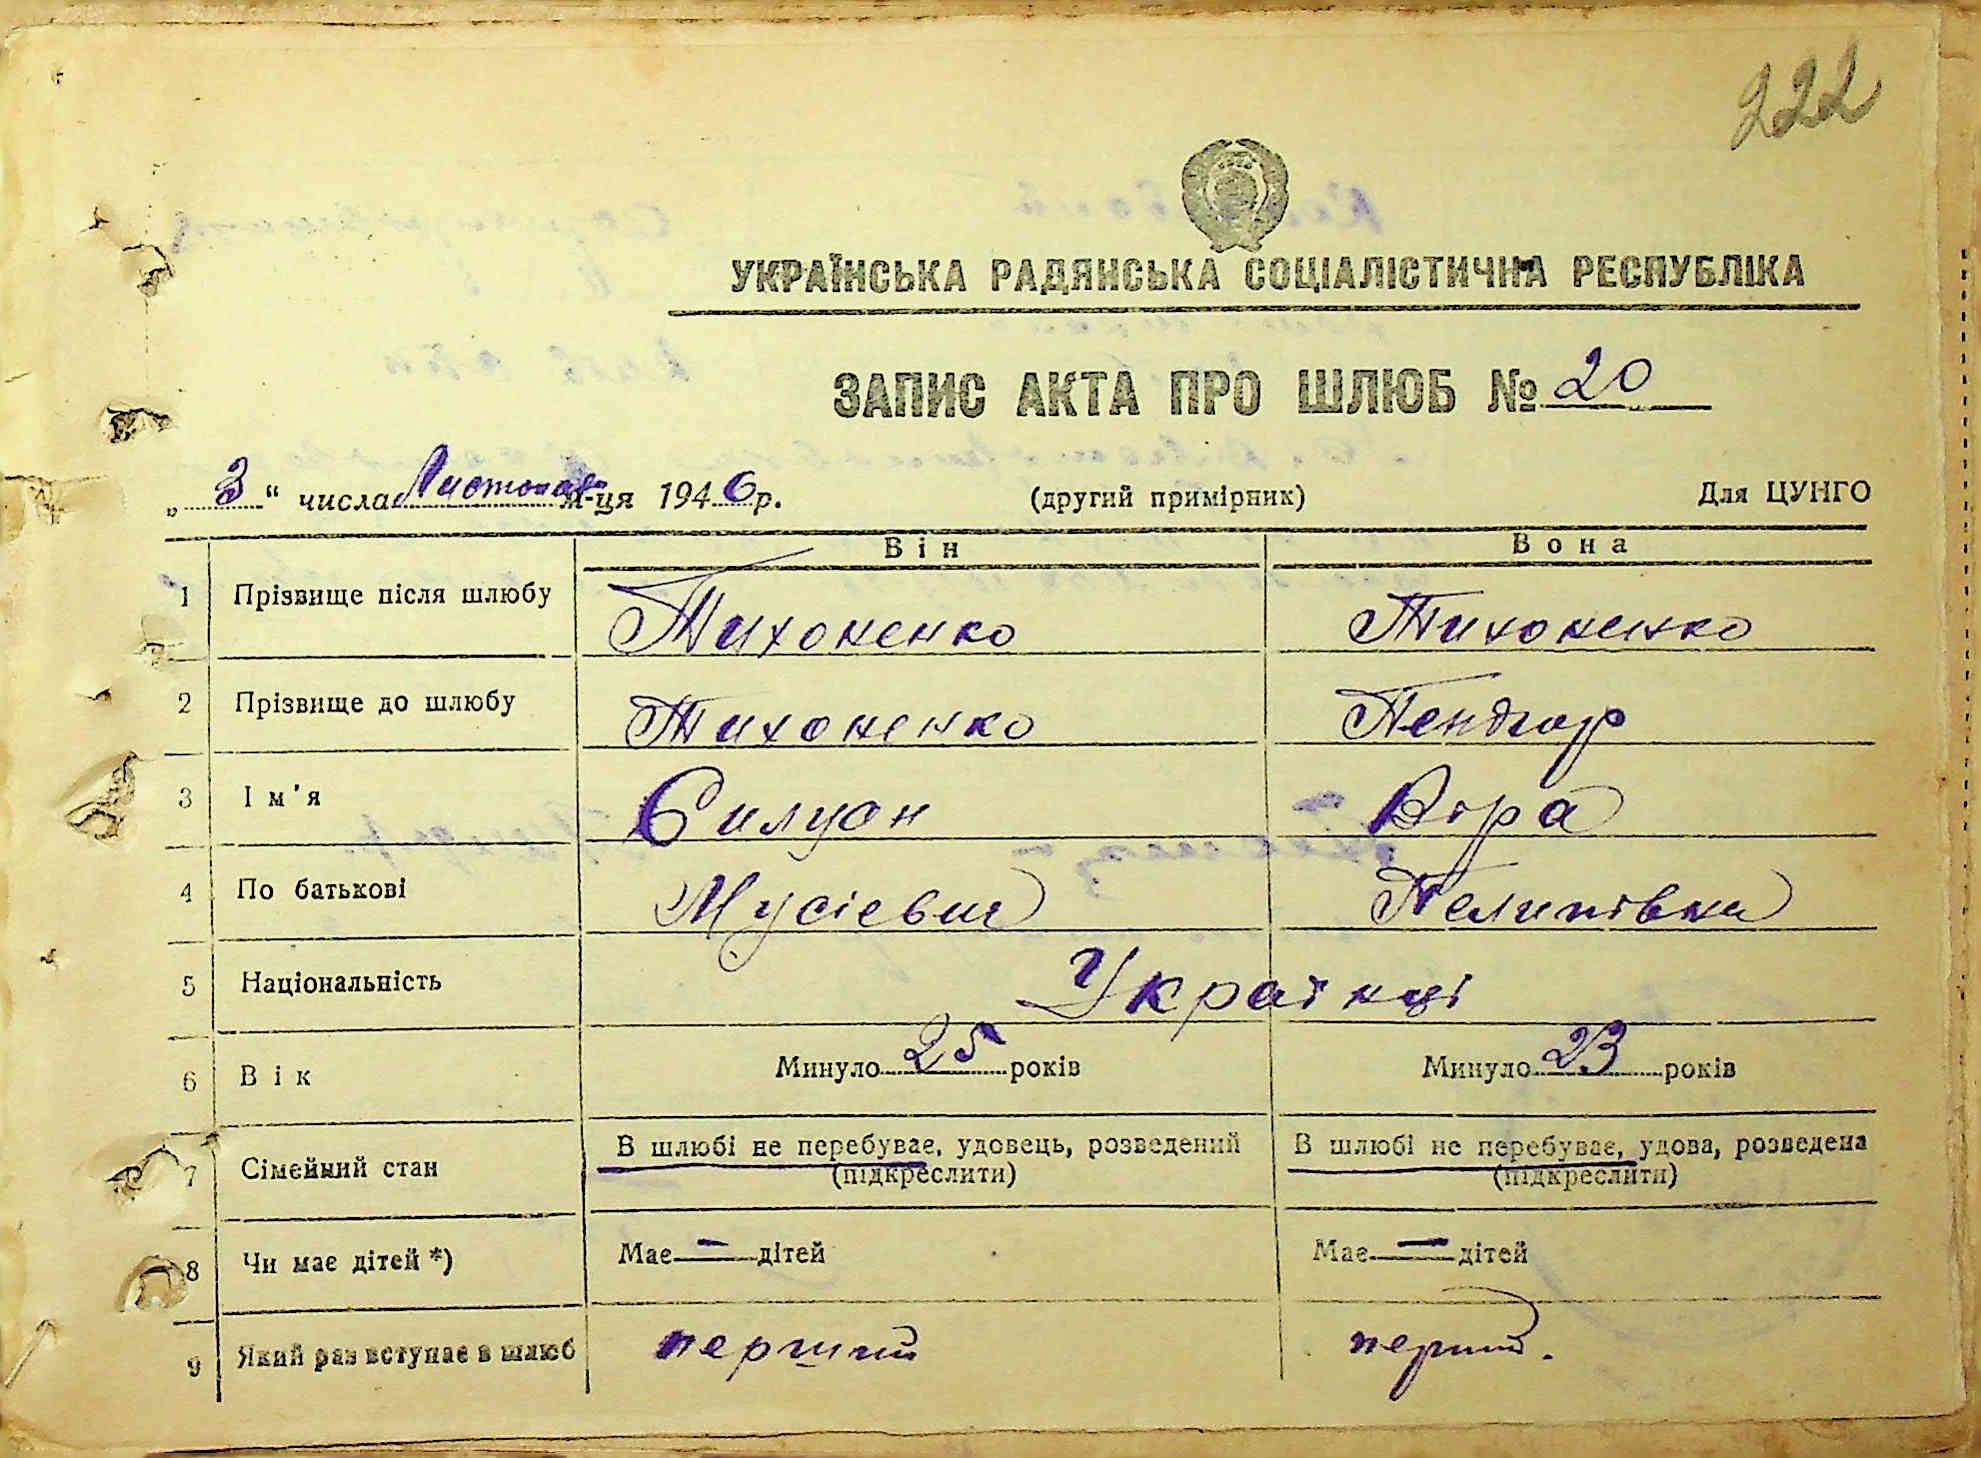 222
УКРАЇНСЬКА РАДЯНСЬКА СОЦІАЛІСТИЧНА РЕСПУБЛІКА
ЗАПИС АКТА ПРО ШЛЮБ № 20
„ 3 “ числа Листопад м-ця 1946 р. (другий примірник) Для ЦУНГО
Він Вона
1 Прізвище після шлюбу Тихоненко Тихоненко
2 Прізвище до шлюбу Тихоненко Пендюр
3 Ім'я Силуан Віра
4 По батькові Мусієвич Пелипівна
5 Національність Українці
6 Вік Минуло 25 років Минуло 23 років
7 Сімейний стан В шлюбі не перебуває, удовець, розведений (підкреслити) В шлюбі не перебуває, удова, розведена (підкреслити)
8 Чи має дітей *) Має — дітей Має — дітей
9 Який раз вступає в шлюб перший перший.